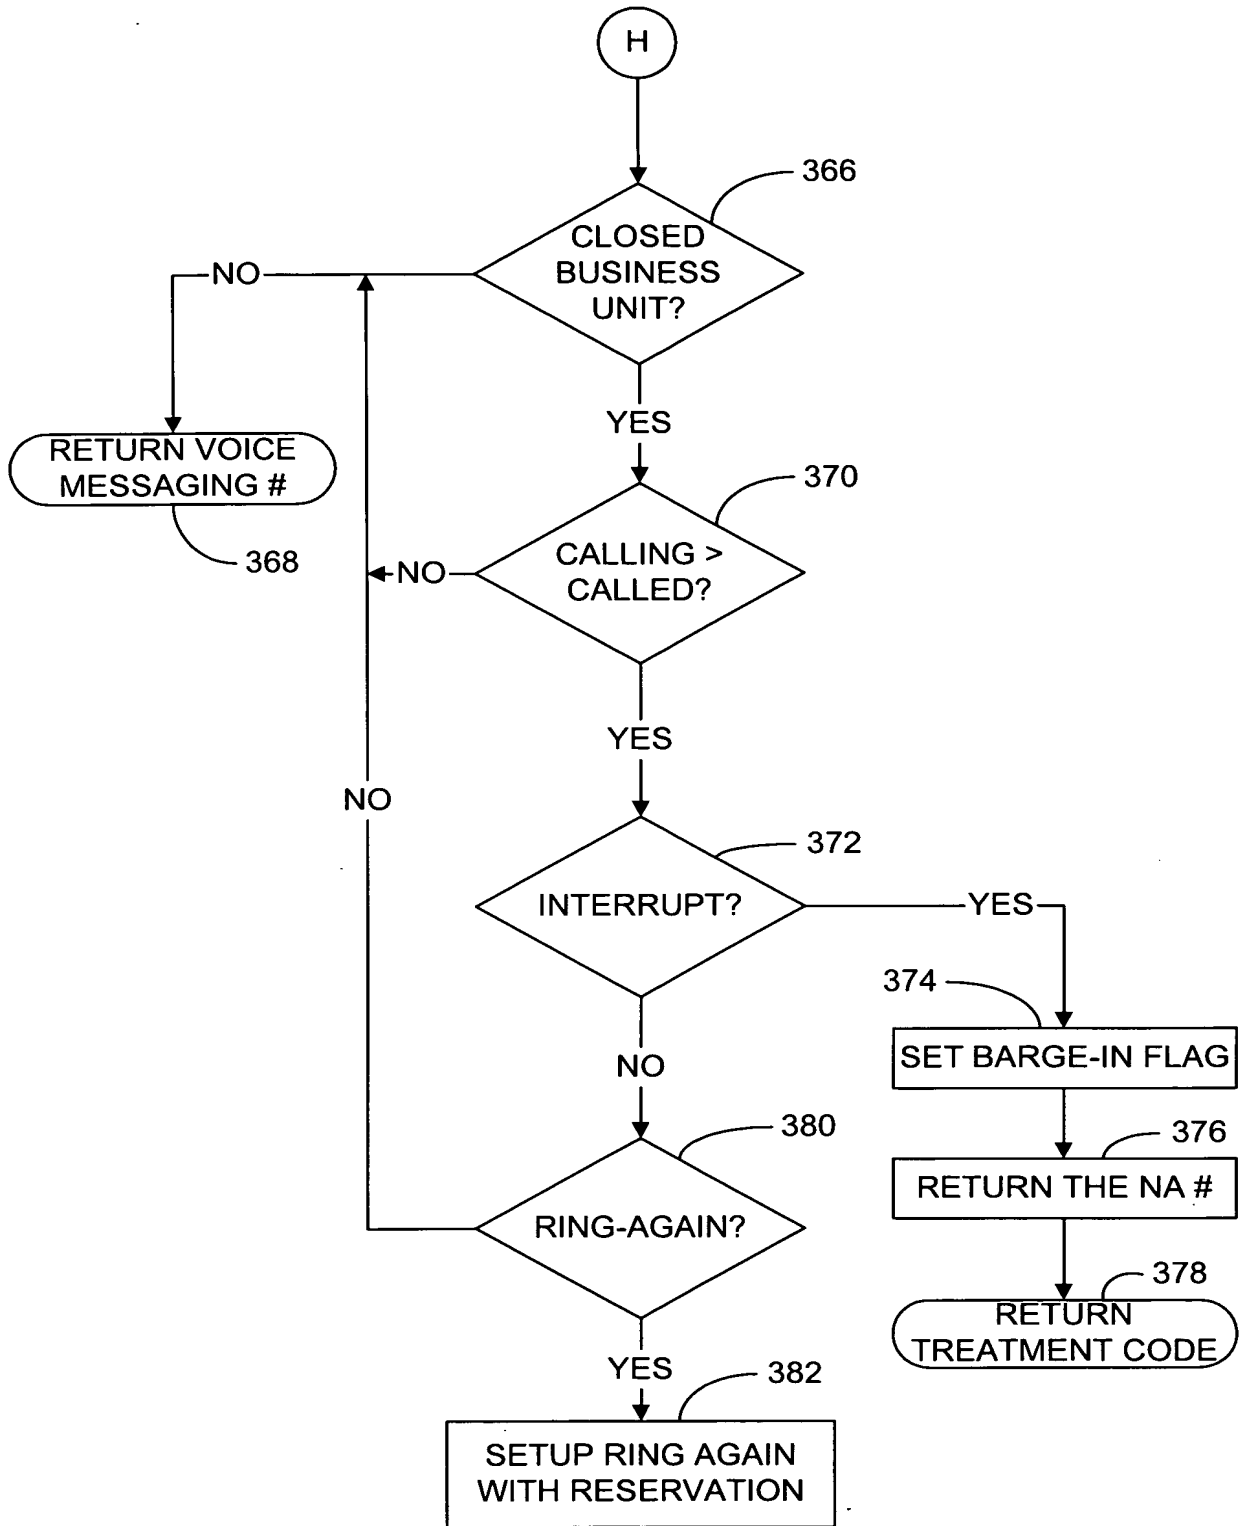 H
366
CLOSED
BUSINESS
UNIT?
NO
YES
RETURN VOICE
MESSAGING #
368
370
CALLING >
CALLED?
NO
YES
NO
372
INTERRUPT?
YES
374
SET BARGE-IN FLAG
NO
376
RETURN THE NA #
380
RING-AGAIN?
378
RETURN
TREATMENT CODE
YES
382
SETUP RING AGAIN
WITH RESERVATION